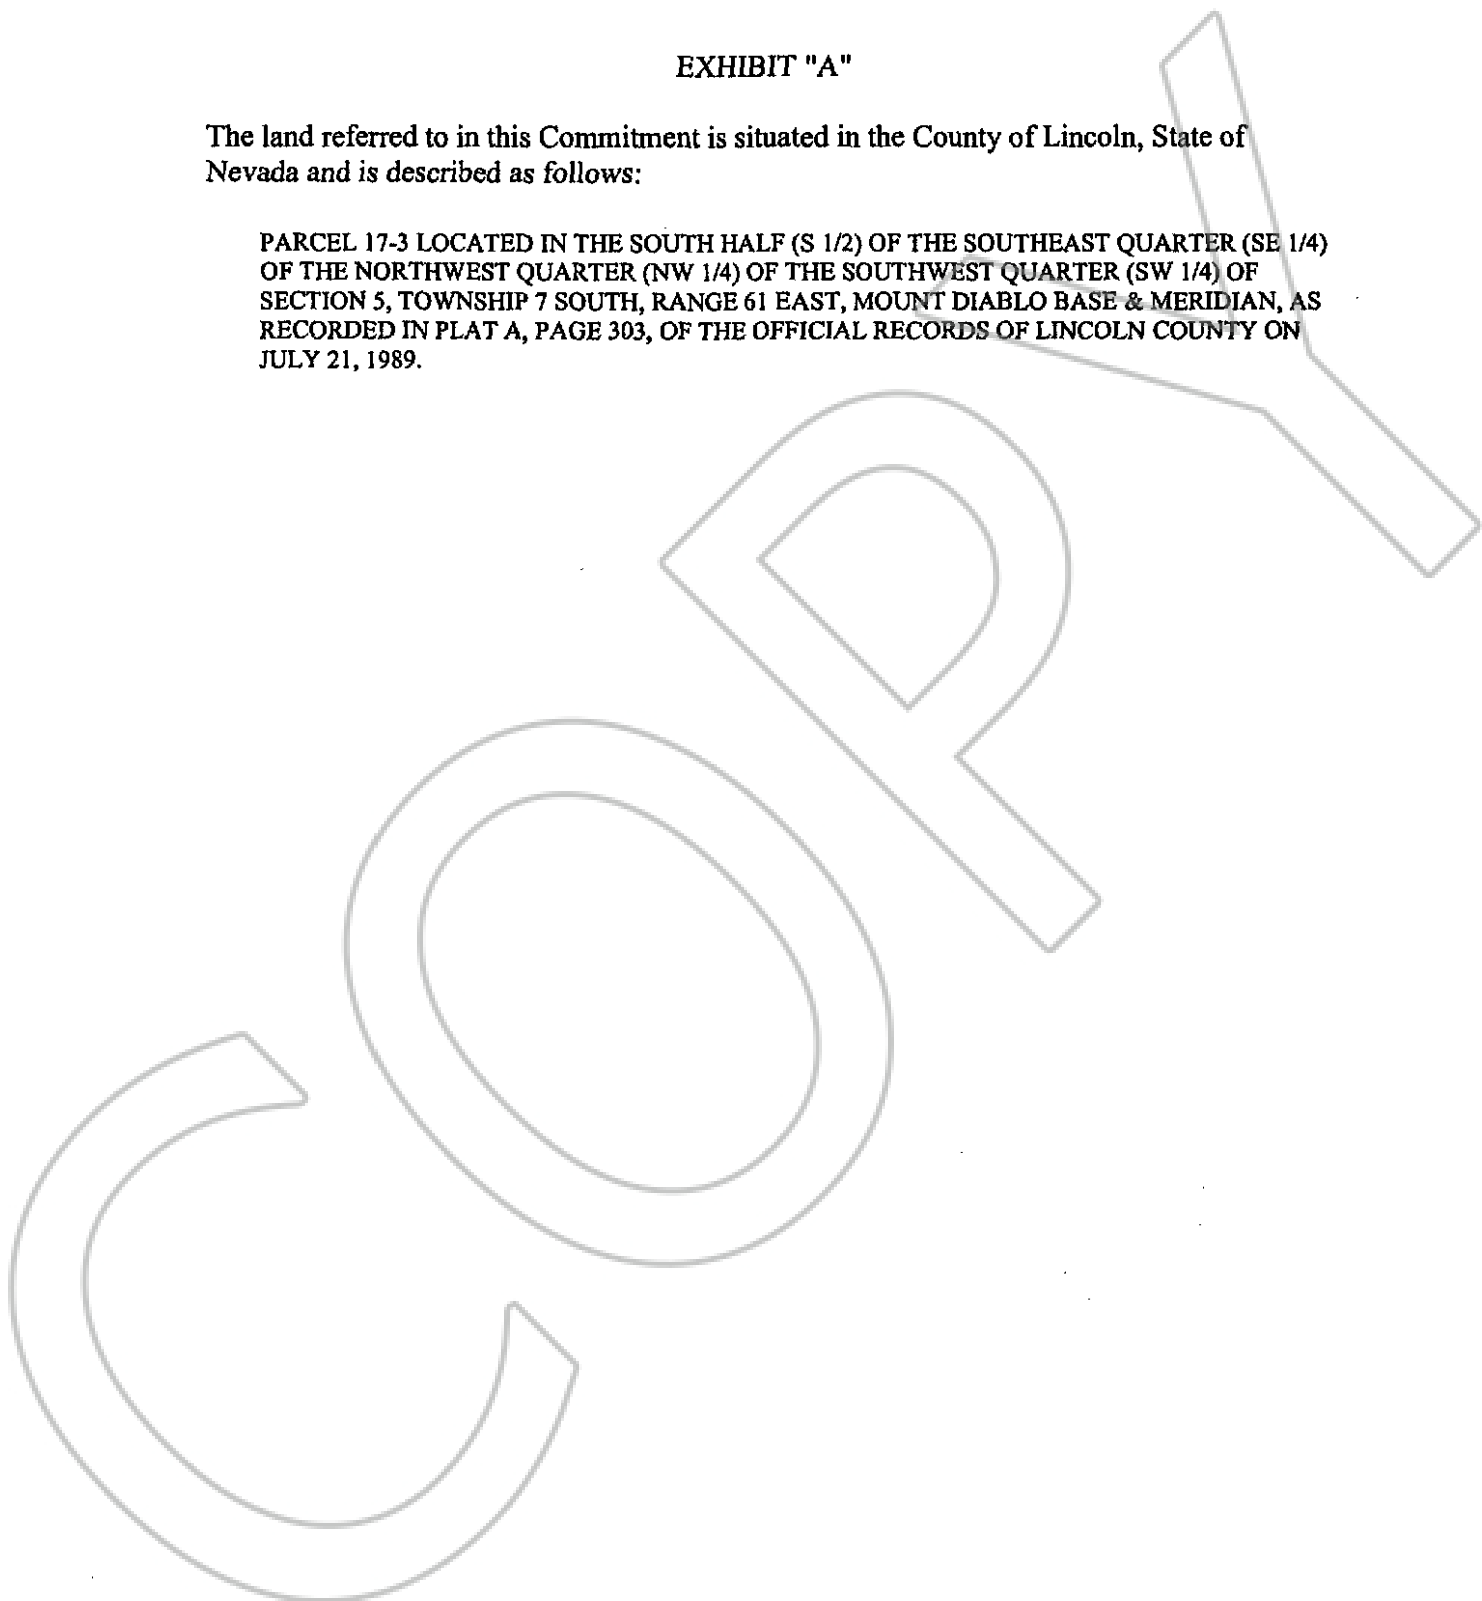 EXHIBIT "A"
The land referred to in this Commitment is situated in the County of Lincoln, State of
Nevada and is described as follows:
PARCEL 17-3 LOCATED IN THE SOUTH HALF (S 1/2) OF THE SOUTHEAST QUARTER (SE 1/4)
OF THE NORTHWEST QUARTER (NW 1/4) OF THE SOUTHWEST QUARTER (SW 1/4) OF
SECTION 5, TOWNSHIP 7 SOUTH, RANGE 61 EAST, MOUNT DIABLO BASE & MERIDIAN, AS
RECORDED IN PLAT A, PAGE 303, OF THE OFFICIAL RECORDS OF LINCOLN COUNTY ON
JULY 21, 1989.
COPY